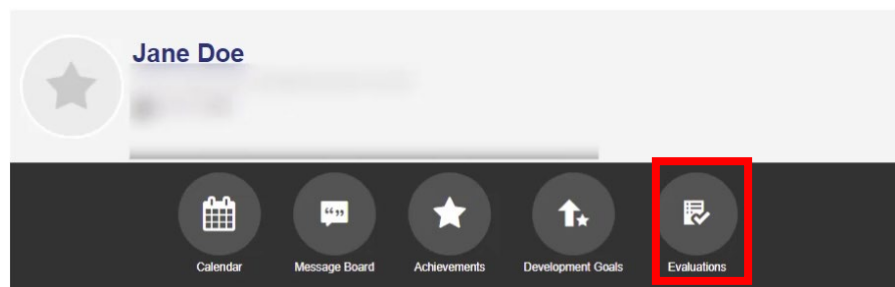 Jane Doe
Calendar
Message Board
Achievements
Development Goals
Evaluations